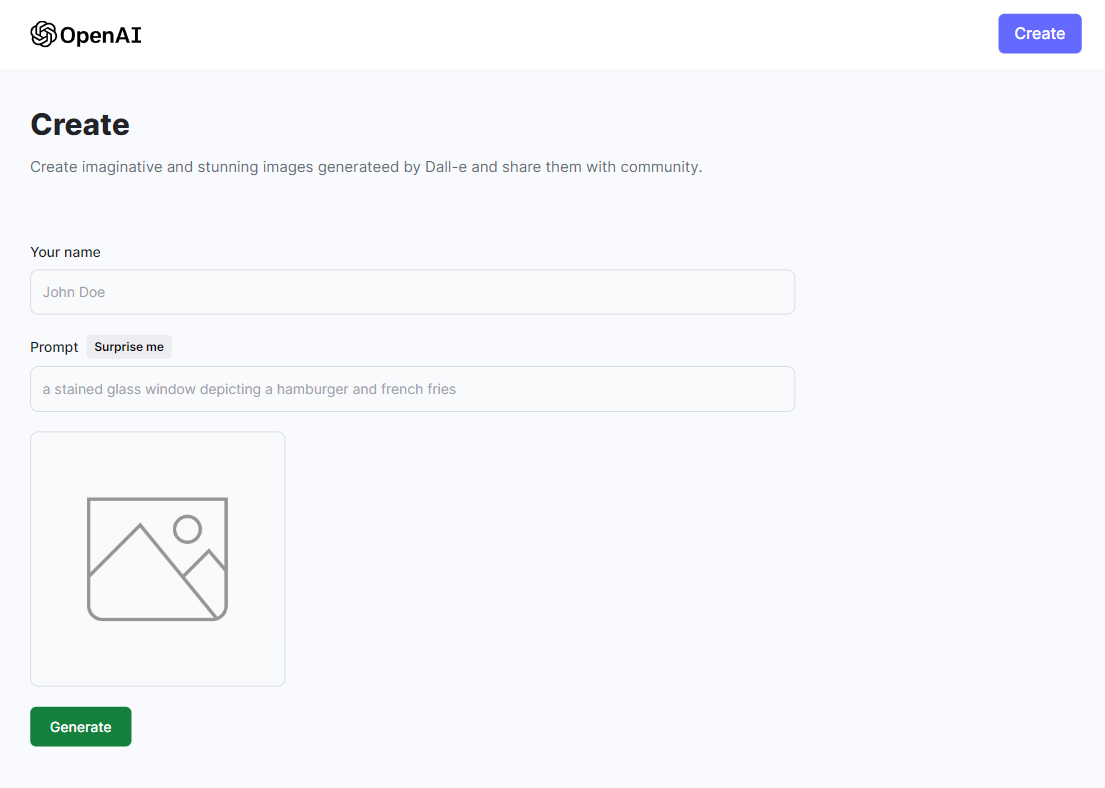 OpenAI
Create
Create
Create imaginative and stunning images generateed by Dall-e and share them with community.
Your name
John Doe
Prompt Surprise me
a stained glass window depicting a hamburger and french fries
Generate